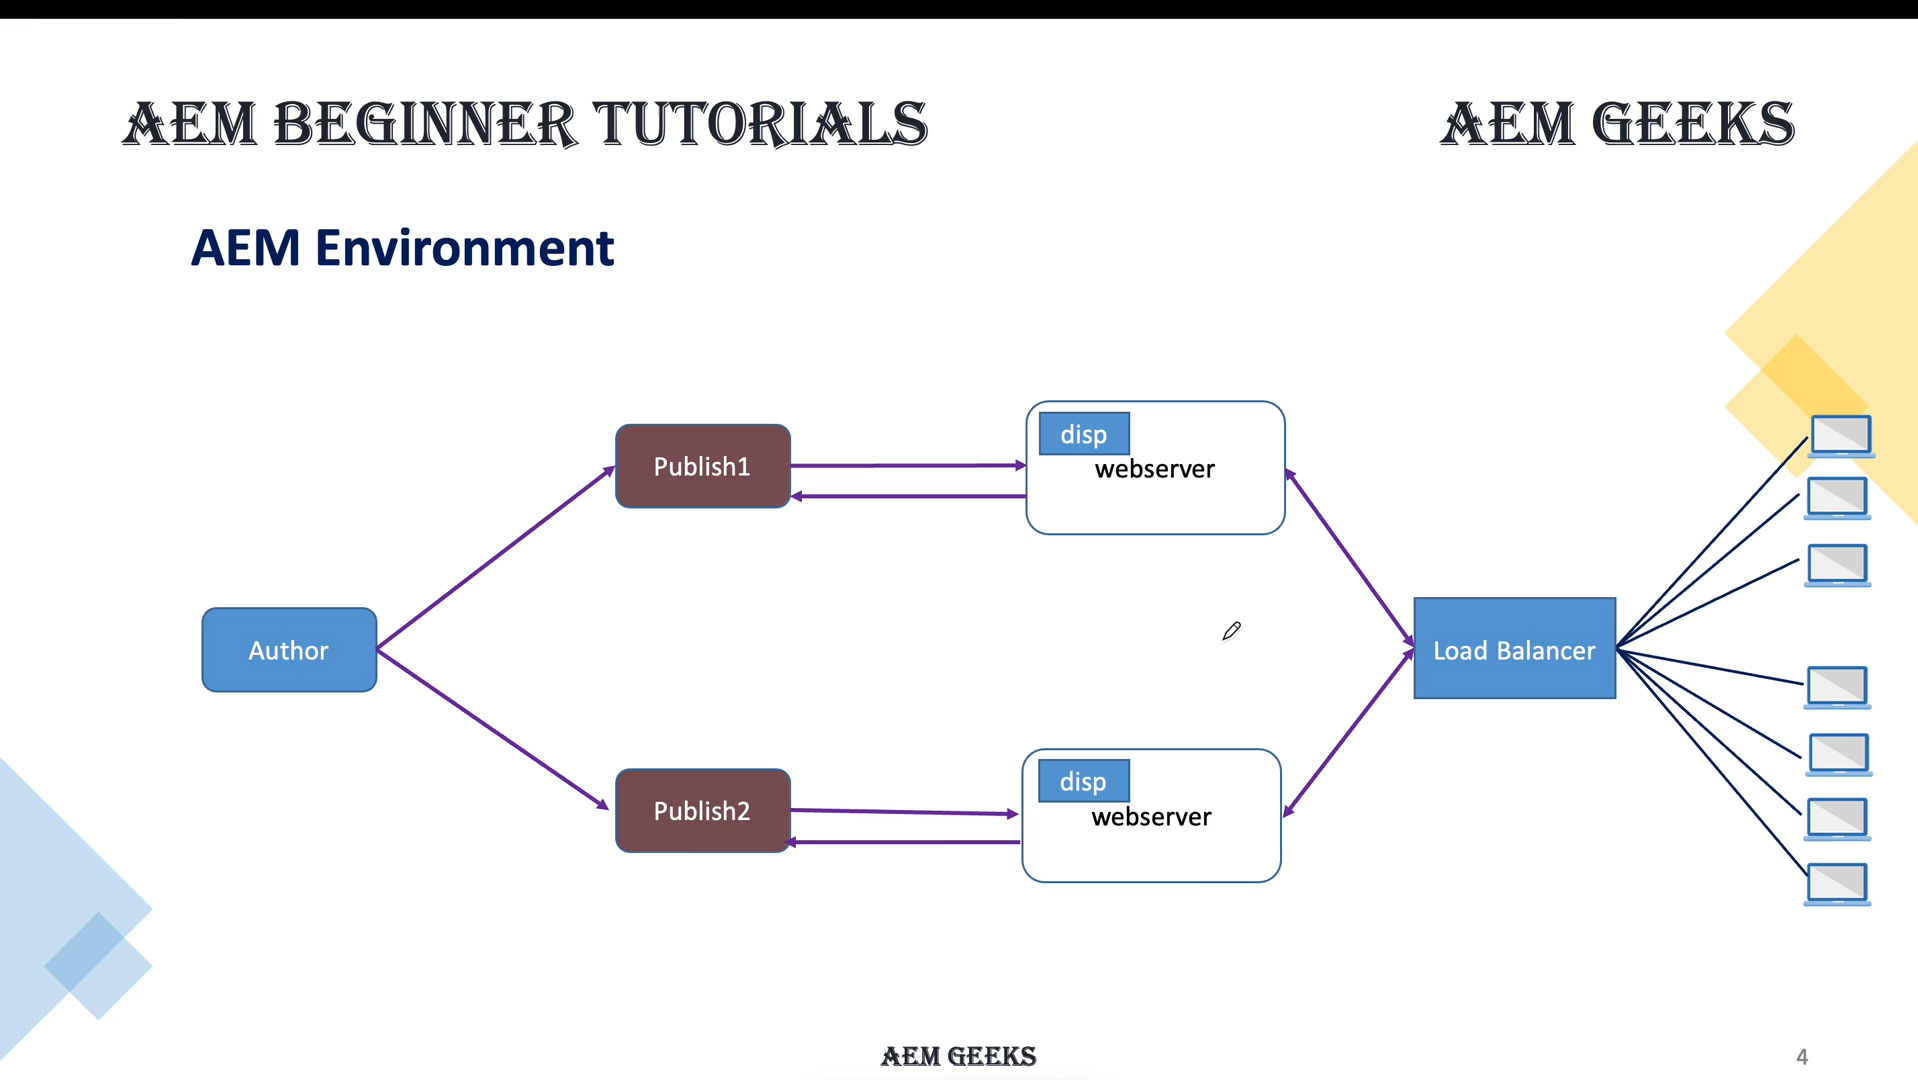 AEM BEGINNER TUTORIALS
AEM GEEKS
AEM Environment
disp
webserver
Publish1
Author
Load Balancer
disp
webserver
Publish2
AEM GEEKS
4